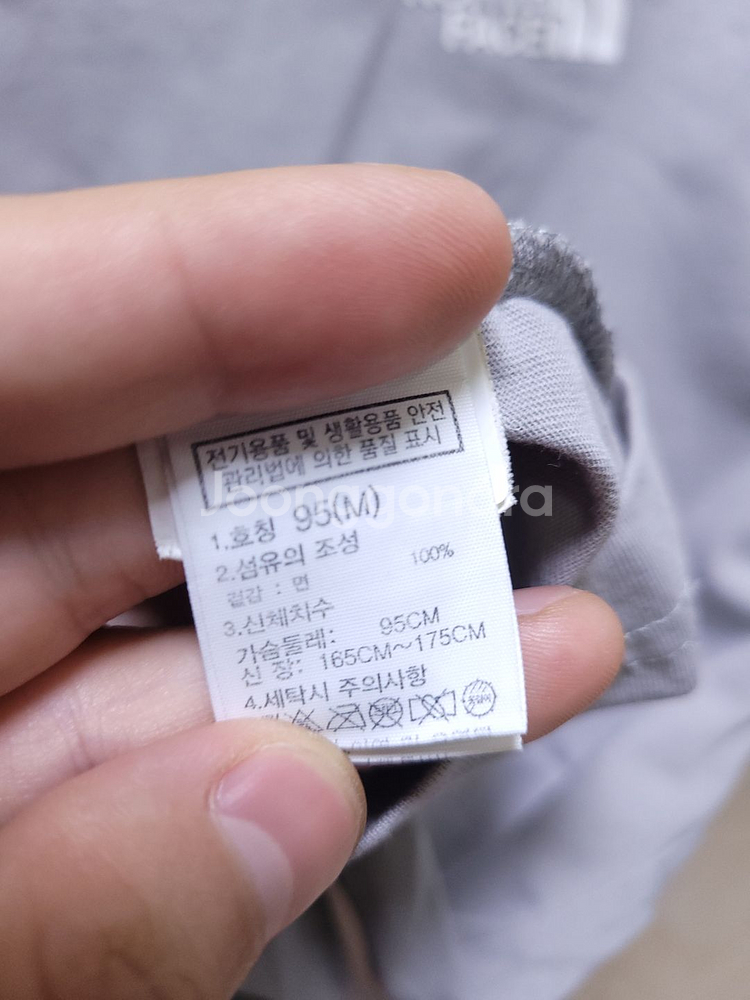 FACE
전기용품 및 생활용품 안전
관리법에 의한 품질 표시
Joonggonara
1.호칭 95(M)
2.섬유의 조성
겉감 : 면 100%
3.신체치수
가슴둘레: 95CM
신 장: 165CM~175CM
4.세탁시 주의사항